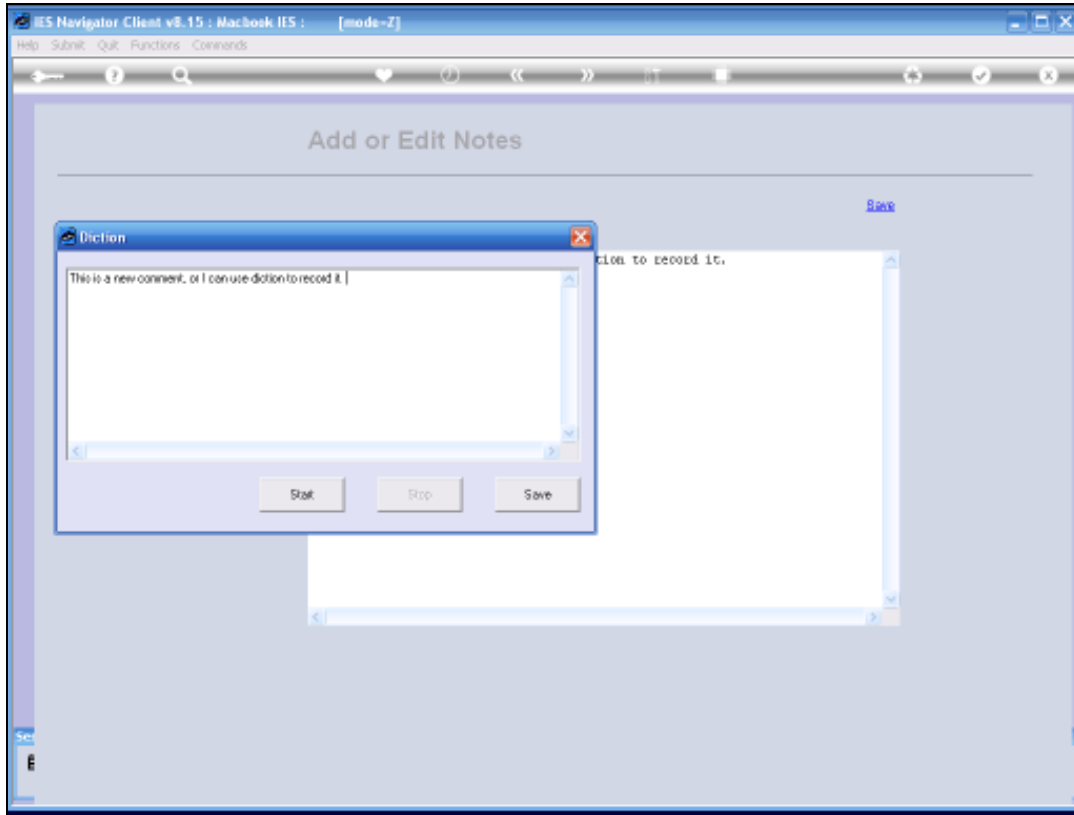 IES Navigator Client v8.15 : Macbook IES : [mode=Z]
Help Submit Quit Functions Commands
Add or Edit Notes
Save
Diction
tion to record it.
This is a new comment, or I can use diction to record it.
Start Stop Save